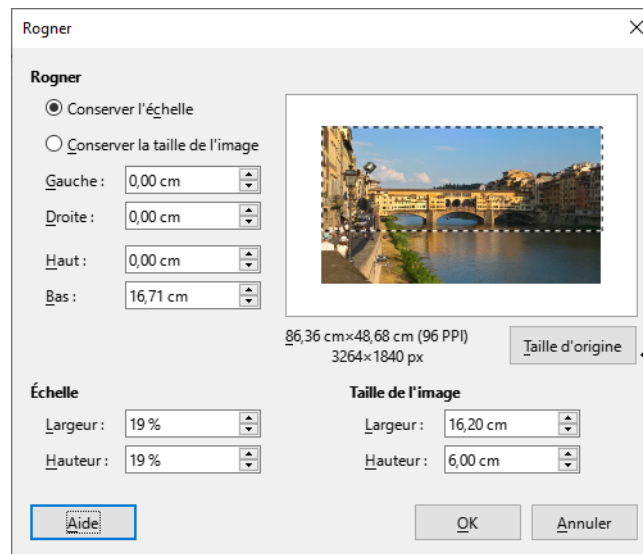 Rogner
Rogner
Conserver l'échelle
Conserver la taille de l'image
Gauche : 0,00 cm
Droite : 0,00 cm
Haut : 0,00 cm
Bas : 16,71 cm
86,36 cm×48,68 cm (96 PPI)
3264×1840 px
Taille d'origine
Échelle
Largeur : 19 %
Hauteur : 19 %
Taille de l'image
Largeur : 16,20 cm
Hauteur : 6,00 cm
Aide
OK
Annuler